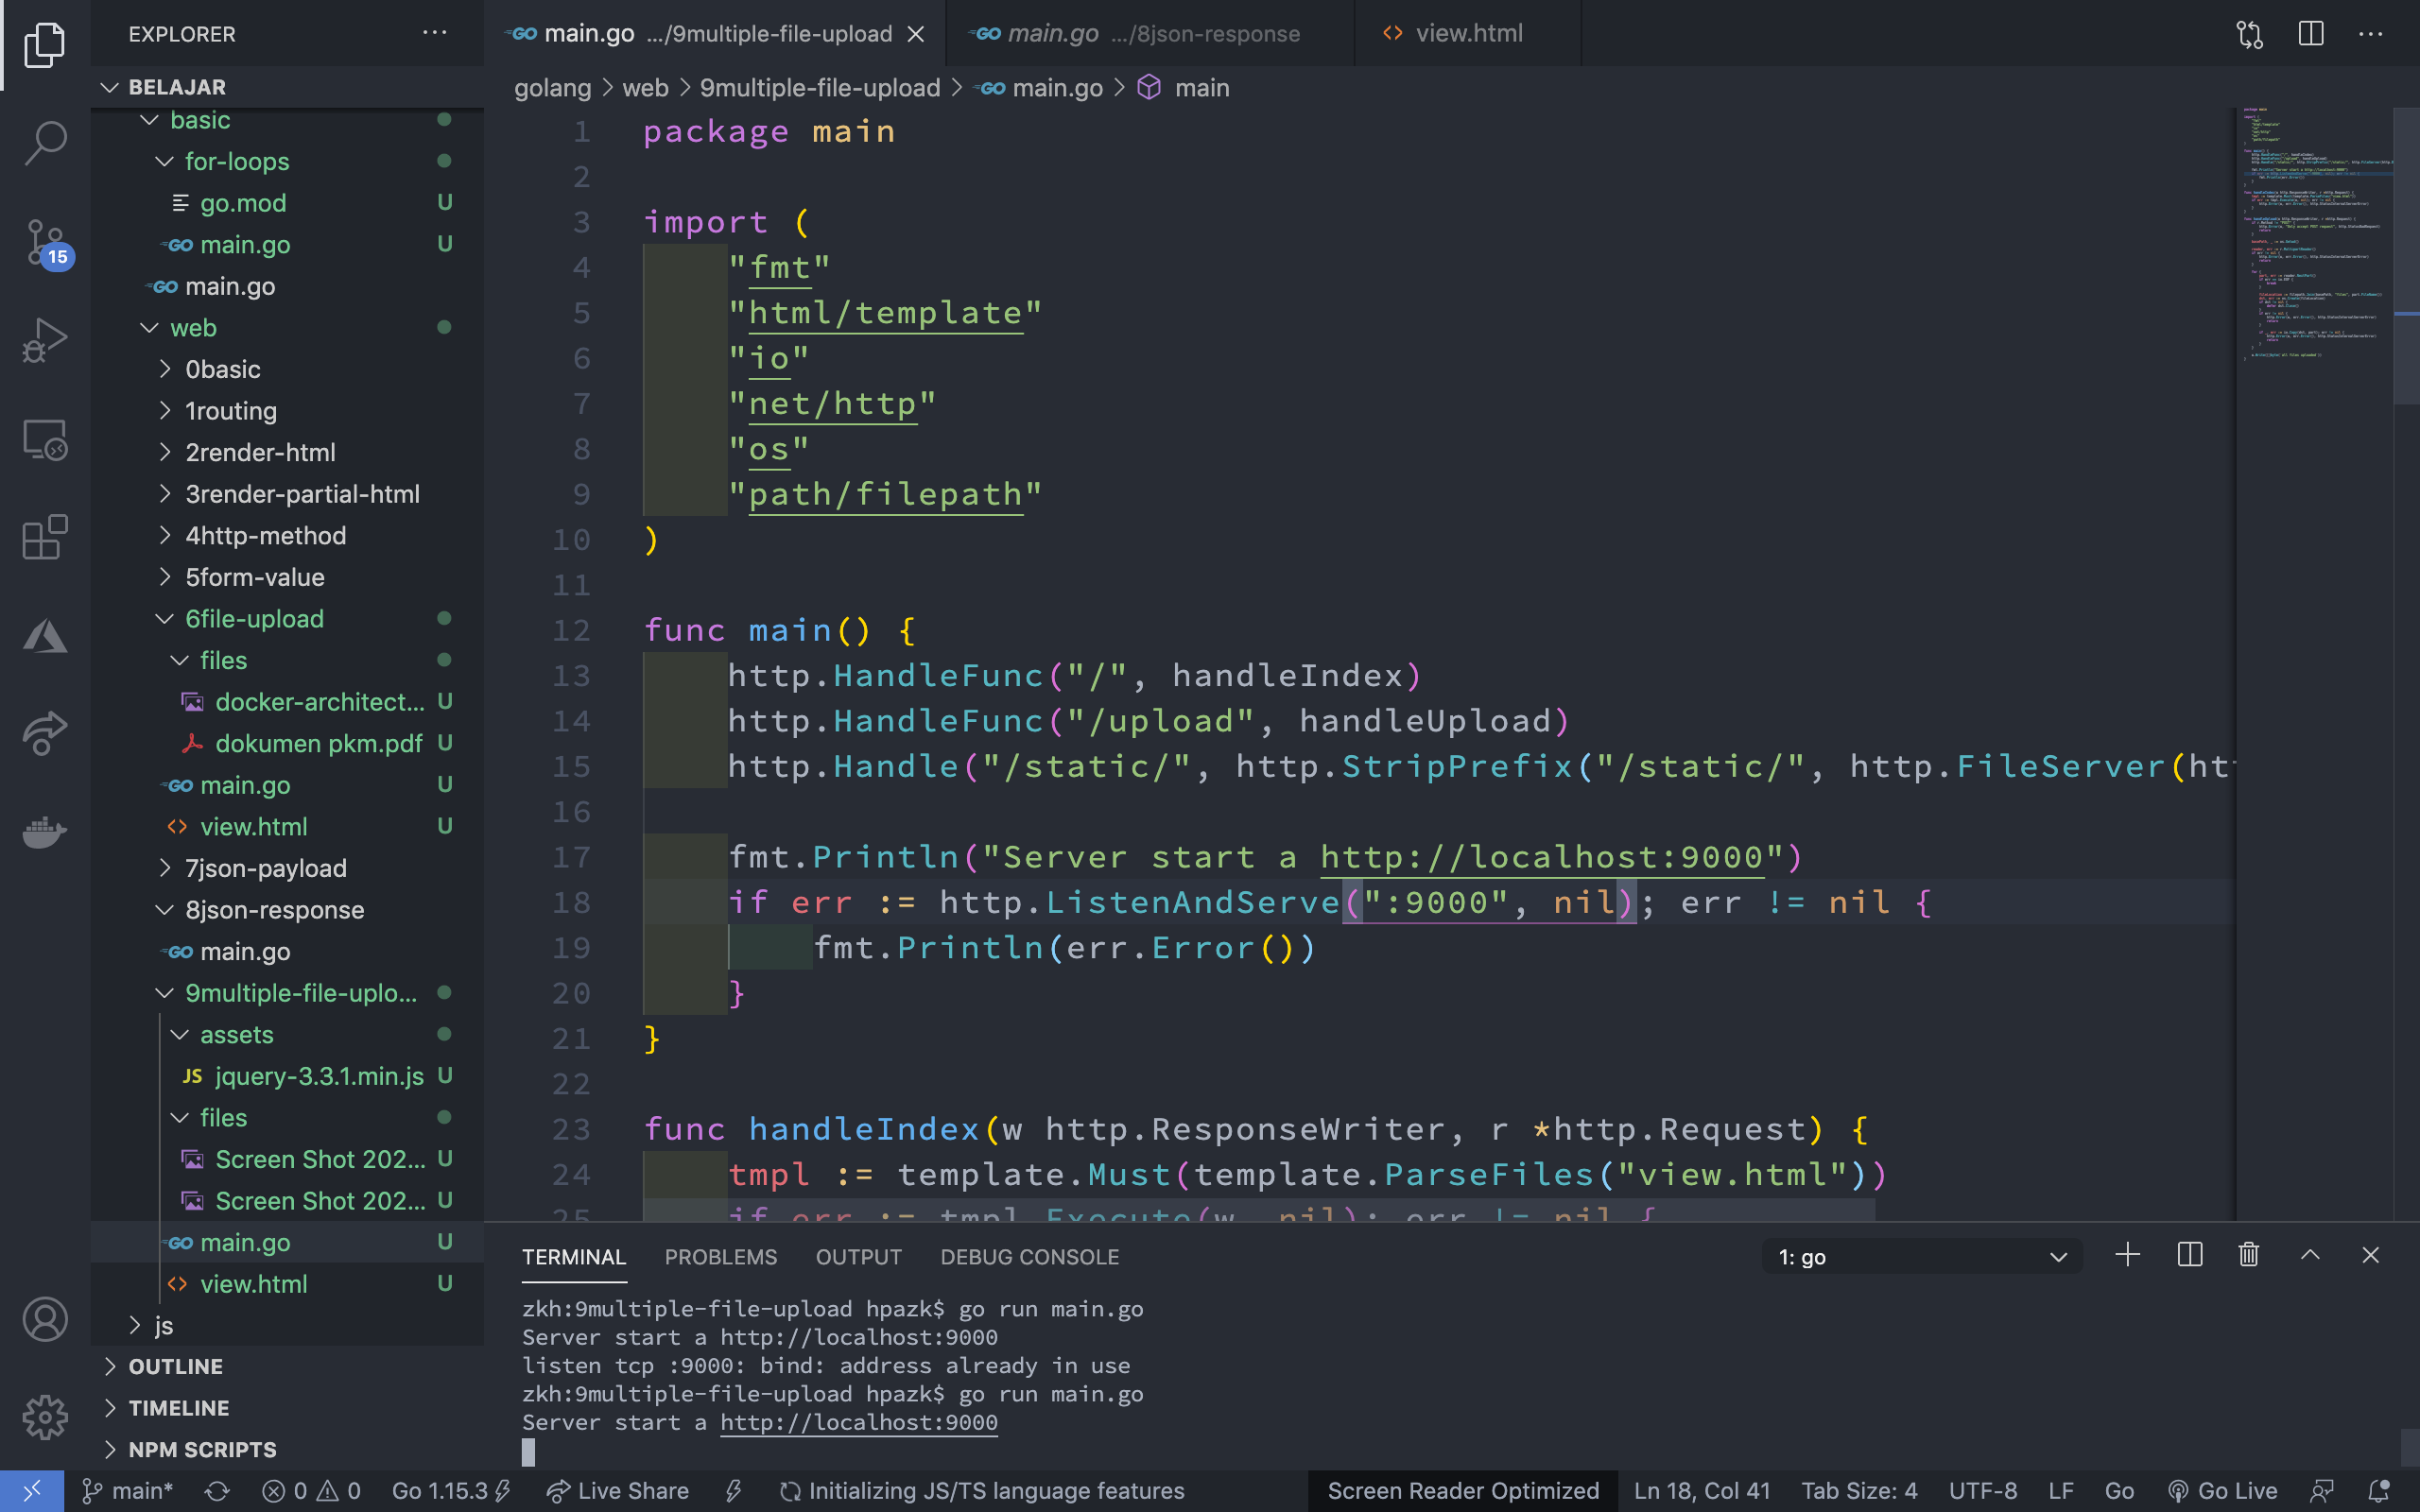 EXPLORER
BELAJAR
basic
for-loops
go.mod U
main.go U
main.go
web
0basic
1routing
2render-html
3render-partial-html
4http-method
5form-value
6file-upload
files
docker-architect... U
dokumen pkm.pdf U
main.go U
view.html U
7json-payload
8json-response
main.go
9multiple-file-uplo...
assets
JS jquery-3.3.1.min.js U
files
Screen Shot 202... U
Screen Shot 202... U
main.go U
view.html U
js
OUTLINE
TIMELINE
NPM SCRIPTS
15
main.go .../9multiple-file-upload
main.go .../8json-response
view.html
golang > web > 9multiple-file-upload > main.go > main
1 package main
2
3 import (
4 "fmt"
5 "html/template"
6 "io"
7 "net/http"
8 "os"
9 "path/filepath"
10 )
11
12 func main() {
13 http.HandleFunc("/", handleIndex)
14 http.HandleFunc("/upload", handleUpload)
15 http.Handle("/static/", http.StripPrefix("/static/", http.FileServer(ht
16
17 fmt.Println("Server start a http://localhost:9000")
18 if err := http.ListenAndServe(":9000", nil); err != nil {
19 fmt.Println(err.Error())
20 }
21 }
22
23 func handleIndex(w http.ResponseWriter, r *http.Request) {
24 tmpl := template.Must(template.ParseFiles("view.html"))
25 if err := tmpl.Execute(w, nil); err != nil {
TERMINAL PROBLEMS OUTPUT DEBUG CONSOLE 1: go
zkh:9multiple-file-upload hpazk$ go run main.go
Server start a http://localhost:9000
listen tcp :9000: bind: address already in use
zkh:9multiple-file-upload hpazk$ go run main.go
Server start a http://localhost:9000
main* 0 0 Go 1.15.3 Live Share Initializing JS/TS language features Screen Reader Optimized Ln 18, Col 41 Tab Size: 4 UTF-8 LF Go Go Live